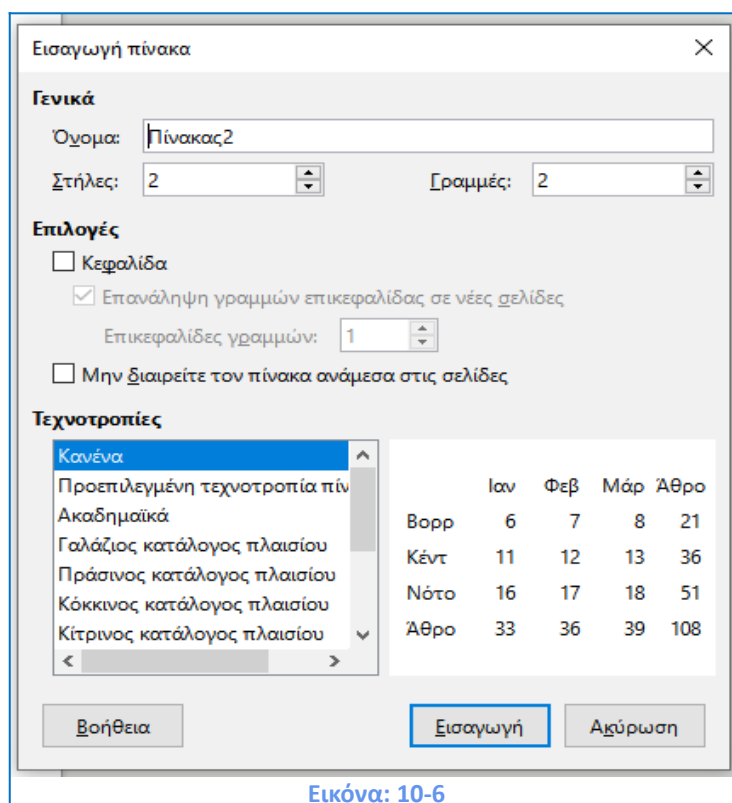 Εισαγωγή πίνακα
Γενικά
Όνομα: Πίνακας2
Στήλες: 2 Γραμμές: 2
Επιλογές
Κεφαλίδα
Επανάληψη γραμμών επικεφαλίδας σε νέες σελίδες
Επικεφαλίδες γραμμών: 1
Μην διαιρείτε τον πίνακα ανάμεσα στις σελίδες
Τεχνοτροπίες
Κανένα
Προεπιλεγμένη τεχνοτροπία πίν
Ακαδημαϊκά
Γαλάζιος κατάλογος πλαισίου
Πράσινος κατάλογος πλαισίου
Κόκκινος κατάλογος πλαισίου
Κίτρινος κατάλογος πλαισίου
Ιαν Φεβ Μάρ Άθρο
Βορρ 6 7 8 21
Κέντ 11 12 13 36
Νότο 16 17 18 51
Άθρο 33 36 39 108
Βοήθεια Εισαγωγή Ακύρωση
Εικόνα: 10-6